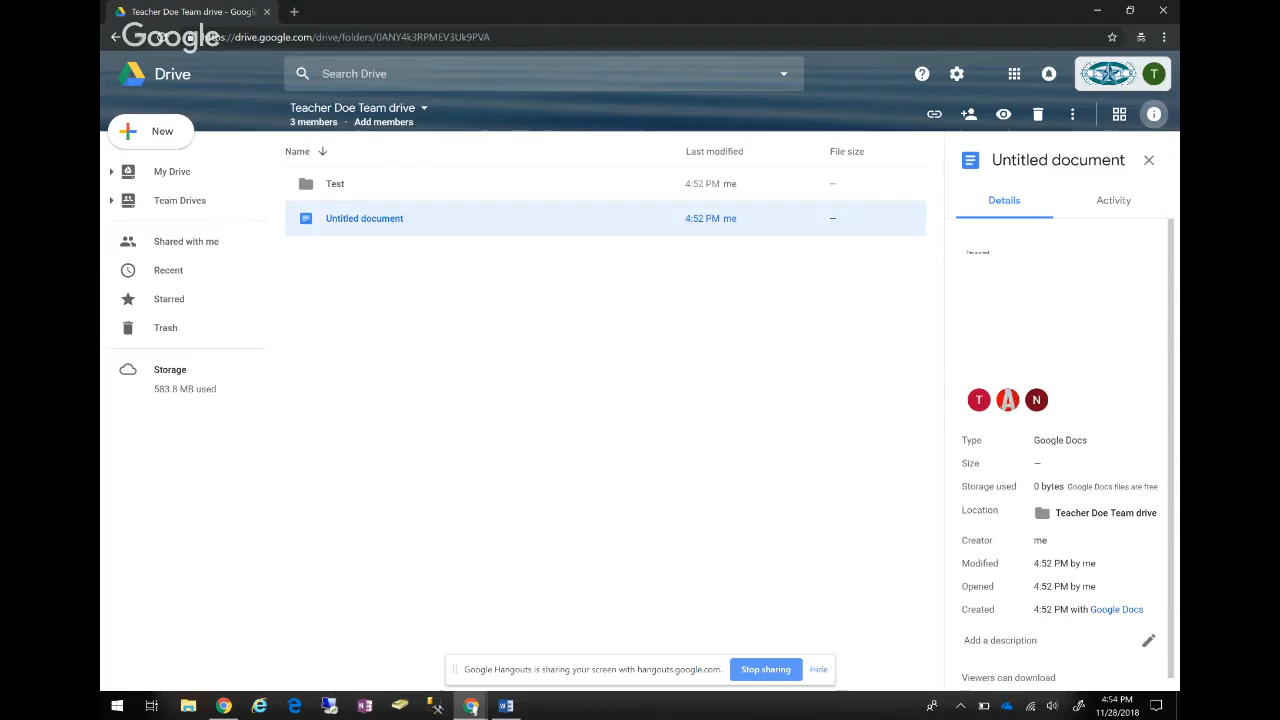 Teacher Doe Team drive - Google
Google
https://drive.google.com/drive/folders/0ANY4k3RPMEV3Uk9PVA
Drive
Search Drive
T
Teacher Doe Team drive
3 members · Add members
New
My Drive
Team Drives
Shared with me
Recent
Starred
Trash
Storage
583.8 MB used
Name
Last modified
File size
Test
4:52 PM me
—
Untitled document
4:52 PM me
—
Untitled document
Details
Activity
T A N
Type
Google Docs
Size
—
Storage used
0 bytes Google Docs files are free
Location
Teacher Doe Team drive
Creator
me
Modified
4:52 PM by me
Opened
4:52 PM by me
Created
4:52 PM with Google Docs
Add a description
Viewers can download
Google Hangouts is sharing your screen with hangouts.google.com.
Stop sharing
Hide
4:54 PM
11/28/2018